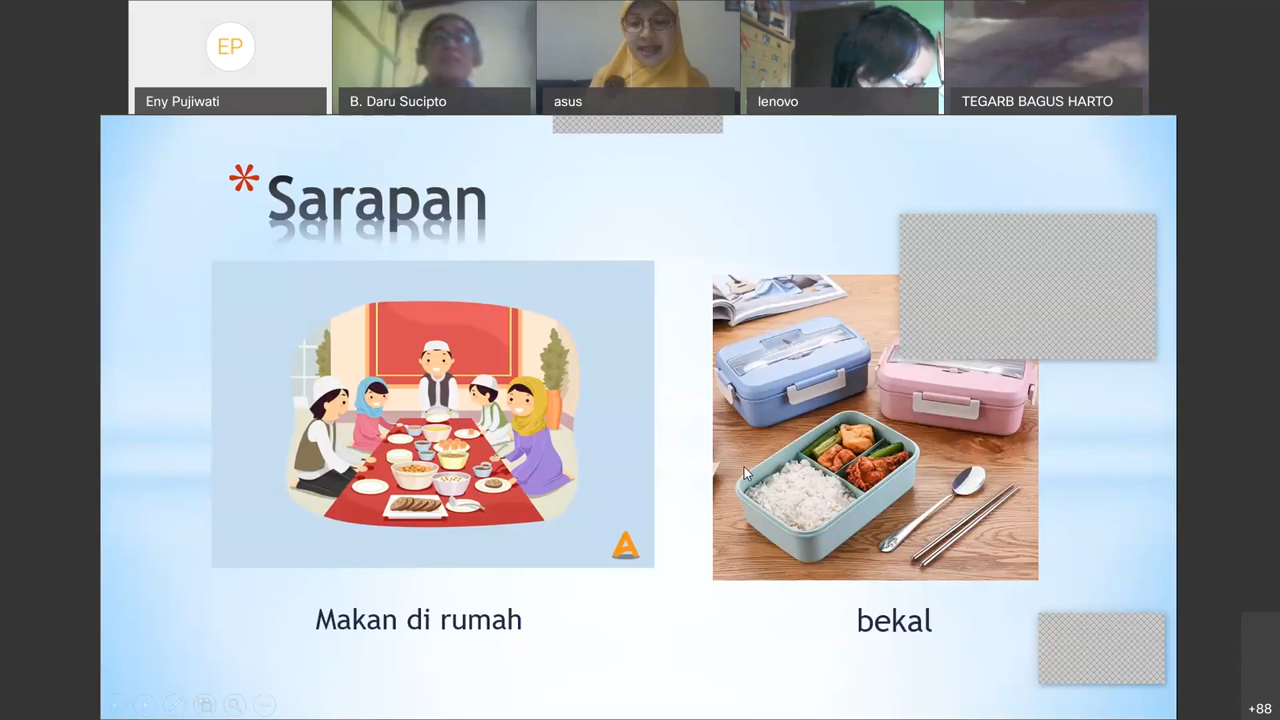 EP
Eny Pujiwati
B. Daru Sucipto
asus
lenovo
TEGARB BAGUS HARTO
* Sarapan
Makan di rumah
bekal
+88